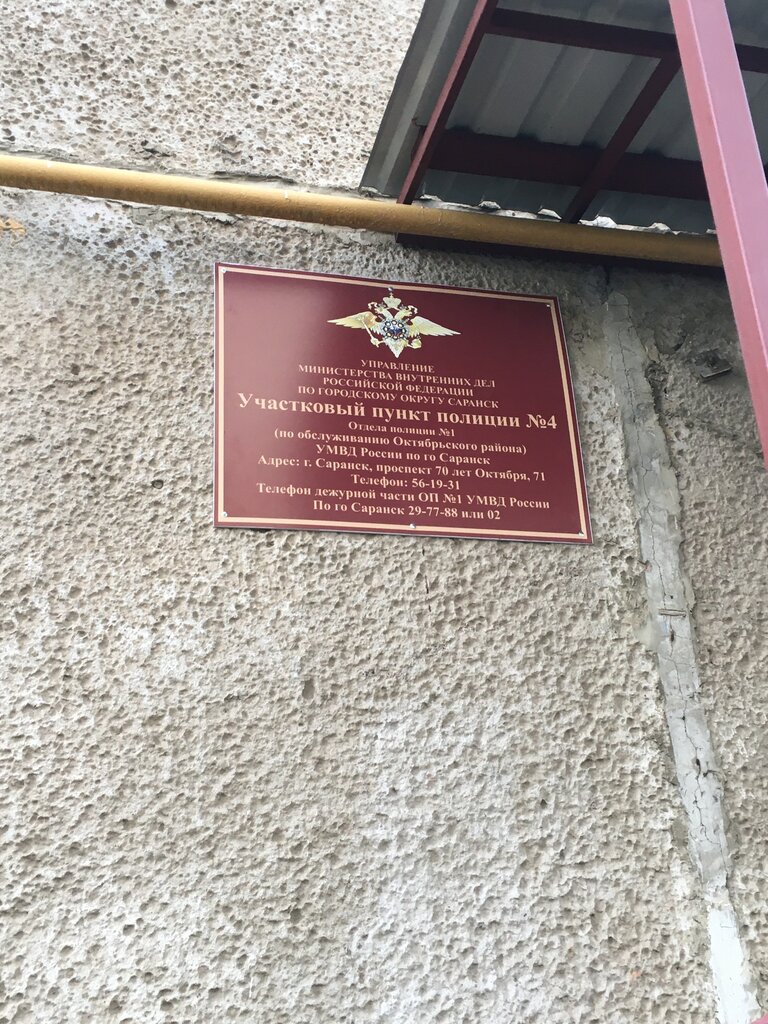 УПРАВЛЕНИЕ
МИНИСТЕРСТВА ВНУТРЕННИХ ДЕЛ
РОССИЙСКОЙ ФЕДЕРАЦИИ
ПО ГОРОДСКОМУ ОКРУГУ САРАНСК
Участковый пункт полиции №4
Отдела полиции №1
(по обслуживанию Октябрьского района)
УМВД России по го Саранск
Адрес: г. Саранск, проспект 70 лет Октября, 71
Телефон: 56-19-31
Телефон дежурной части ОП №1 УМВД России
По го Саранск 29-77-88 или 02